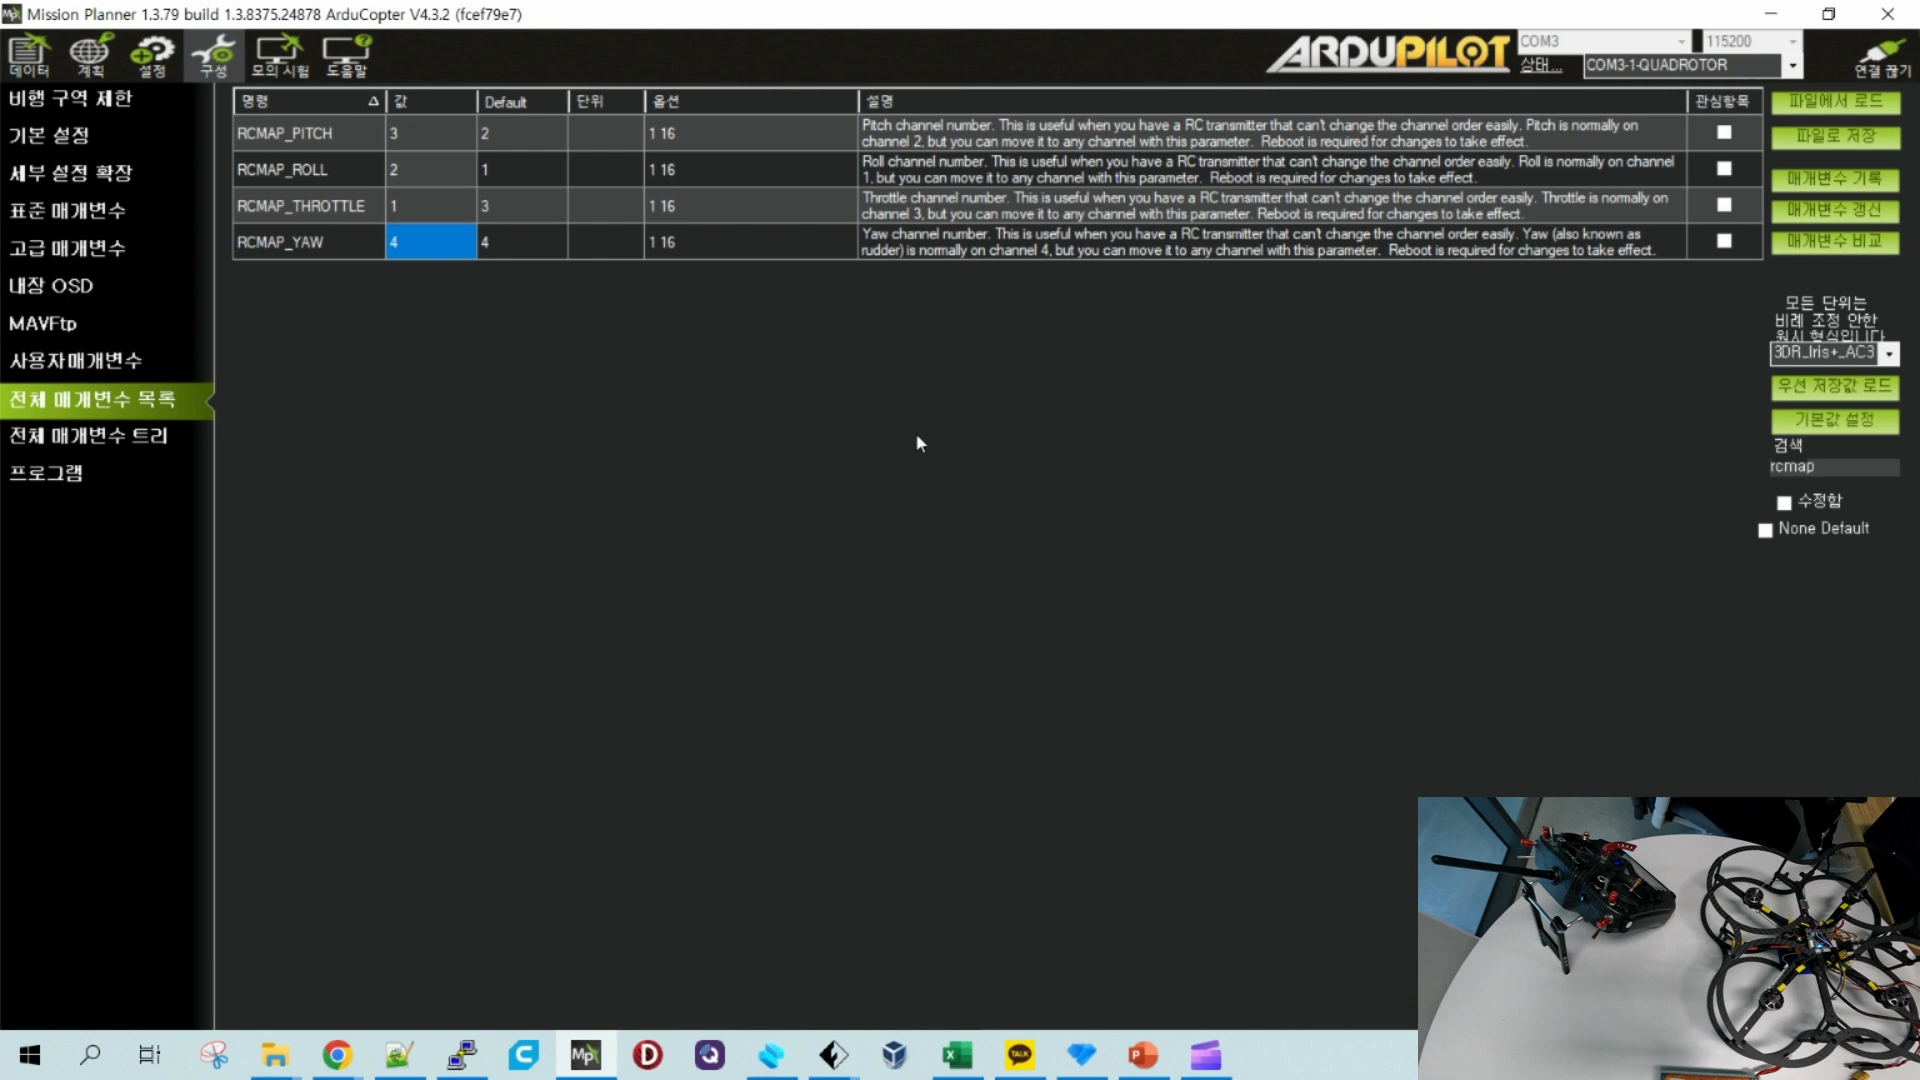 Mission Planner 1.3.79 build 1.3.8375.24878 ArduCopter V4.3.2 (fcef79e7)
데이터 계획 설정 구성 모의 시험 도움말
ARDUPILOT
COM3 115200
상태... COM3-1-QUADROTOR
연결 끊기
비행 구역 제한
기본 설정
세부 설정 확장
표준 매개변수
고급 매개변수
내장 OSD
MAVFtp
사용자매개변수
전체 매개변수 목록
전체 매개변수 트리
프로그램
명령 값 Default 단위 옵션 설명 관심항목
RCMAP_PITCH 3 2 1 16 Pitch channel number. This is useful when you have a RC transmitter that can't change the channel order easily. Pitch is normally on
channel 2, but you can move it to any channel with this parameter. Reboot is required for changes to take effect.
RCMAP_ROLL 2 1 1 16 Roll channel number. This is useful when you have a RC transmitter that can't change the channel order easily. Roll is normally on channel
1, but you can move it to any channel with this parameter. Reboot is required for changes to take effect.
RCMAP_THROTTLE 1 3 1 16 Throttle channel number. This is useful when you have a RC transmitter that can't change the channel order easily. Throttle is normally on
channel 3, but you can move it to any channel with this parameter. Reboot is required for changes to take effect.
RCMAP_YAW 4 4 1 16 Yaw channel number. This is useful when you have a RC transmitter that can't change the channel order easily. Yaw (also known as
rudder) is normally on channel 4, but you can move it to any channel with this parameter. Reboot is required for changes to take effect.
파일에서 로드
파일로 저장
매개변수 기록
매개변수 갱신
매개변수 비교
모든 단위는
비례 조정 안한
원시 형식입니다
3DR_Iris+_AC3
우선 저장값 로드
기본값 설정
검색
rcmap
수정함
None Default
Mp
TALK